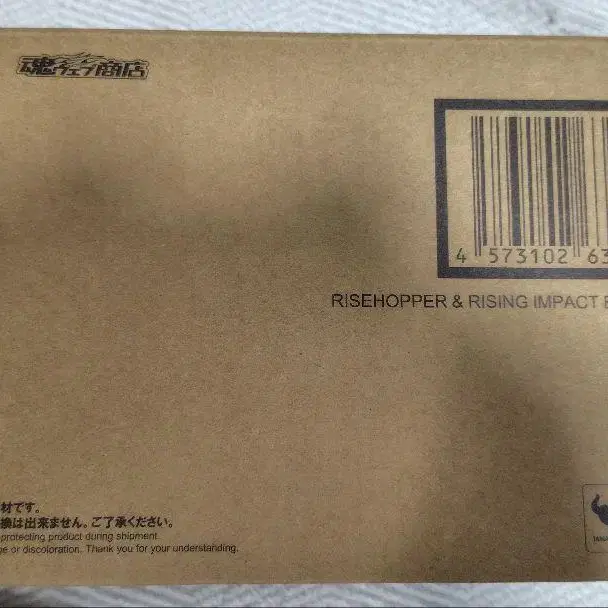 魂ウェブ商店
4 573102 63
RISEHOPPER & RISING IMPACT
材です。
換は出来ません。ご了承ください。
protecting product during shipment.
or discoloration. Thank you for your understanding.